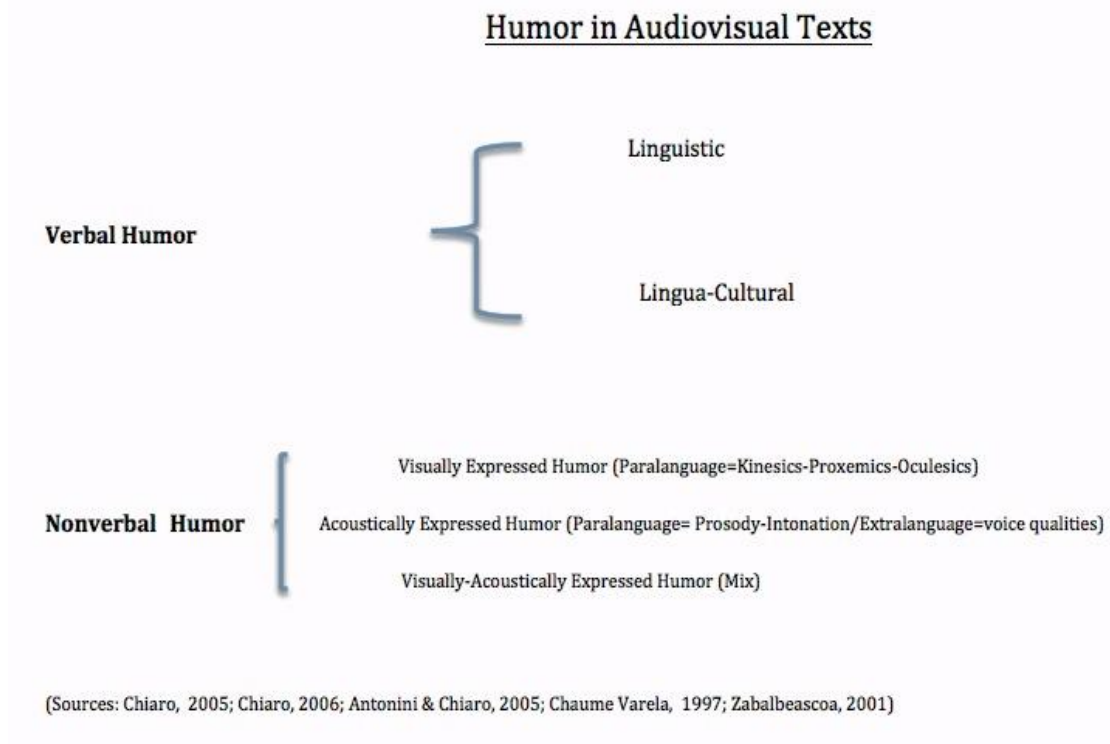 Humor in Audiovisual Texts
Linguistic
Verbal Humor
Lingua-Cultural
Visually Expressed Humor (Paralanguage=Kinesics-Proxemics-Oculesics)
Nonverbal Humor
Acoustically Expressed Humor (Paralanguage= Prosody-Intonation/Extralanguage=voice qualities)
Visually-Acoustically Expressed Humor (Mix)
(Sources: Chiaro, 2005; Chiaro, 2006; Antonini & Chiaro, 2005; Chaume Varela, 1997; Zabalbeascoa, 2001)